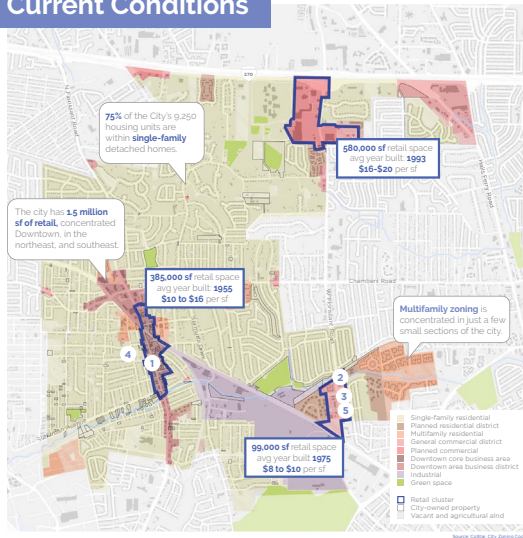 Current Conditions
270
75% of the City's 9,250
housing units are
within single-family
detached homes.
580,000 sf retail space
avg year built: 1993
$16-$20 per sf
The city has 1.5 million
sf of retail, concentrated
Downtown, in the
northeast, and southeast.
385,000 sf retail space
avg year built: 1955
$10 to $16 per sf
Chambers Road
Multifamily zoning is
concentrated in just a few
small sections of the city.
4
1
2
3
5
99,000 sf retail space
avg year built 1975
$8 to $10 per sf
Single-family residential
Planned residential district
Multifamily residential
General commercial district
Planned commercial
Downtown core business area
Downtown area business district
Industrial
Green space
Retail cluster
City-owned property
Vacant and agricultural alnd